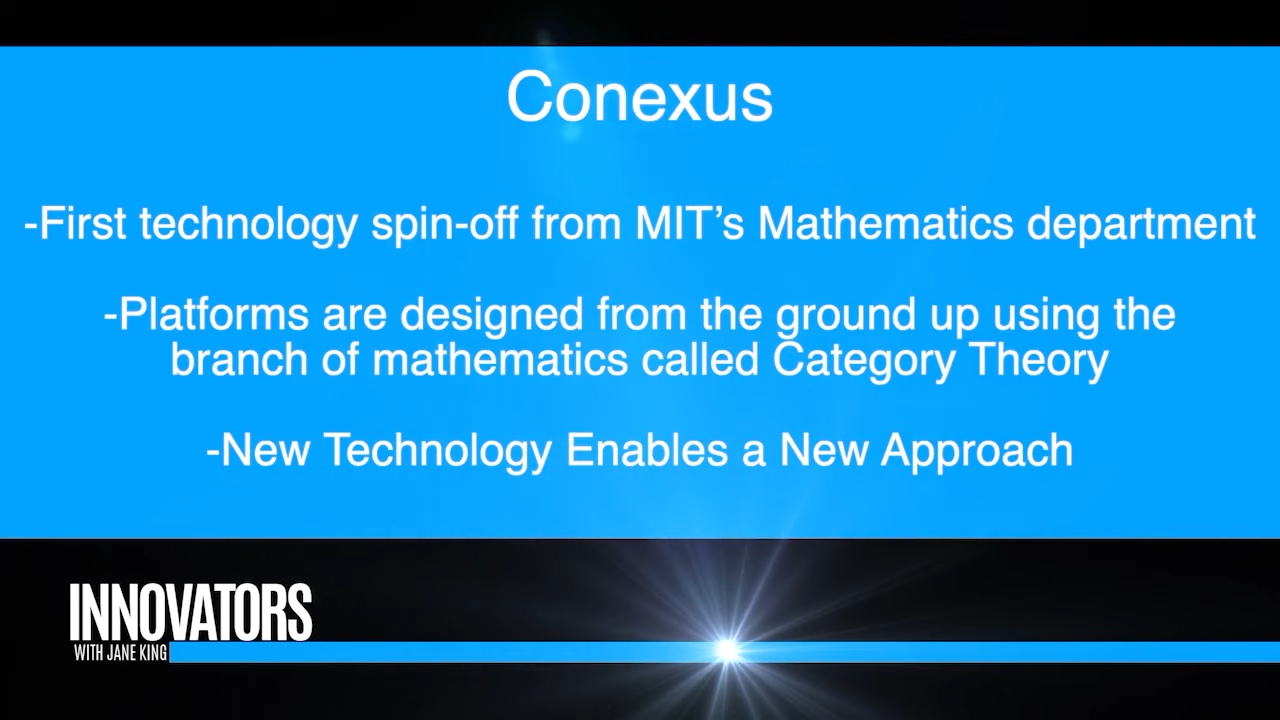 Conexus
-First technology spin-off from MIT’s Mathematics department
-Platforms are designed from the ground up using the
branch of mathematics called Category Theory
-New Technology Enables a New Approach
INNOVATORS
WITH JANE KING